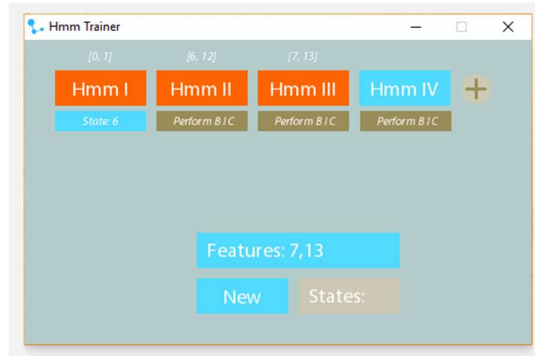 Hmm Trainer
[0, 1] [6, 12] [7, 13]
Hmm I Hmm II Hmm III Hmm IV +
State: 6 Perform B I C Perform B I C Perform B I C
Features: 7,13
New States: